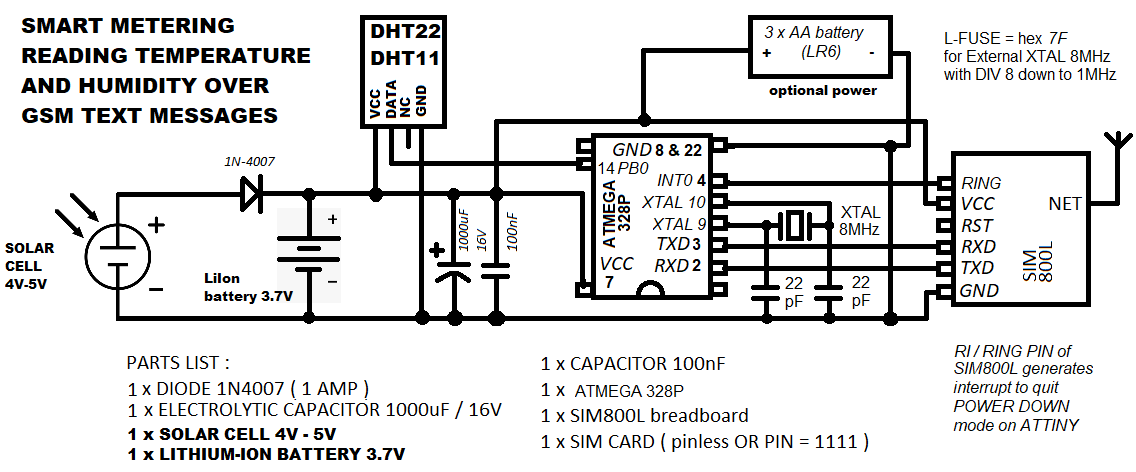 SMART METERING
READING TEMPERATURE
AND HUMIDITY OVER
GSM TEXT MESSAGES
DHT22
DHT11
VCC
DATA
NC
GND
3 x AA battery
+ (LR6) -
optional power
L-FUSE = hex 7F
for External XTAL 8MHz
with DIV 8 down to 1MHz
1N-4007
SOLAR
CELL
4V-5V
+
−
LiIon
battery 3.7V
+
−
+
1000uF
16V
100nF
ATMEGA
328P
GND 8 & 22
14 PB0
INT0 4
XTAL 10
XTAL 9
TXD 3
RXD 2
VCC
7
XTAL
8MHz
22
pF
22
pF
RING
VCC
RST
RXD
TXD
GND
NET
SIM
800L
RI / RING PIN of
SIM800L generates
interrupt to quit
POWER DOWN
mode on ATTINY
PARTS LIST :
1 x DIODE 1N4007 ( 1 AMP )
1 x ELECTROLYTIC CAPACITOR 1000uF / 16V
1 x SOLAR CELL 4V - 5V
1 x LITHIUM-ION BATTERY 3.7V
1 x CAPACITOR 100nF
1 x ATMEGA 328P
1 x SIM800L breadboard
1 x SIM CARD ( pinless OR PIN = 1111 )